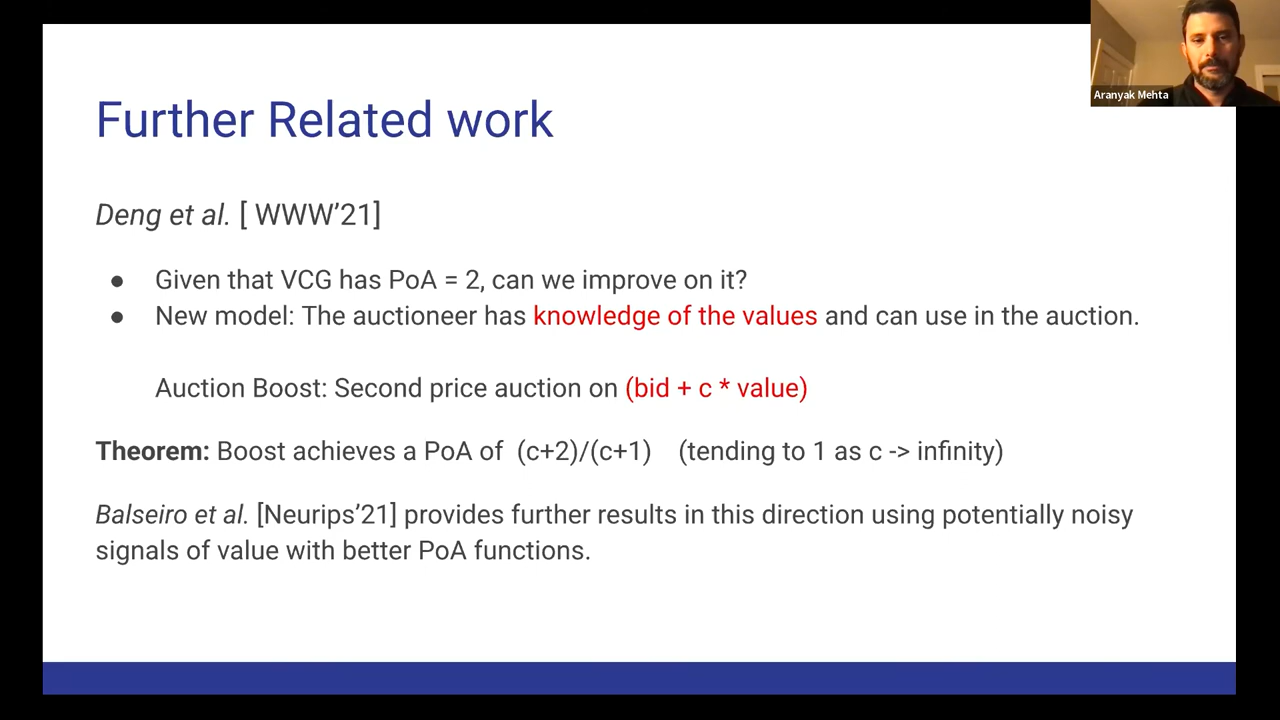 Aranyak Mehta
Further Related work
Deng et al. [ WWW’21]
● Given that VCG has PoA = 2, can we improve on it?
● New model: The auctioneer has knowledge of the values and can use in the auction.
Auction Boost: Second price auction on (bid + c * value)
Theorem: Boost achieves a PoA of (c+2)/(c+1) (tending to 1 as c -> infinity)
Balseiro et al. [Neurips’21] provides further results in this direction using potentially noisy
signals of value with better PoA functions.